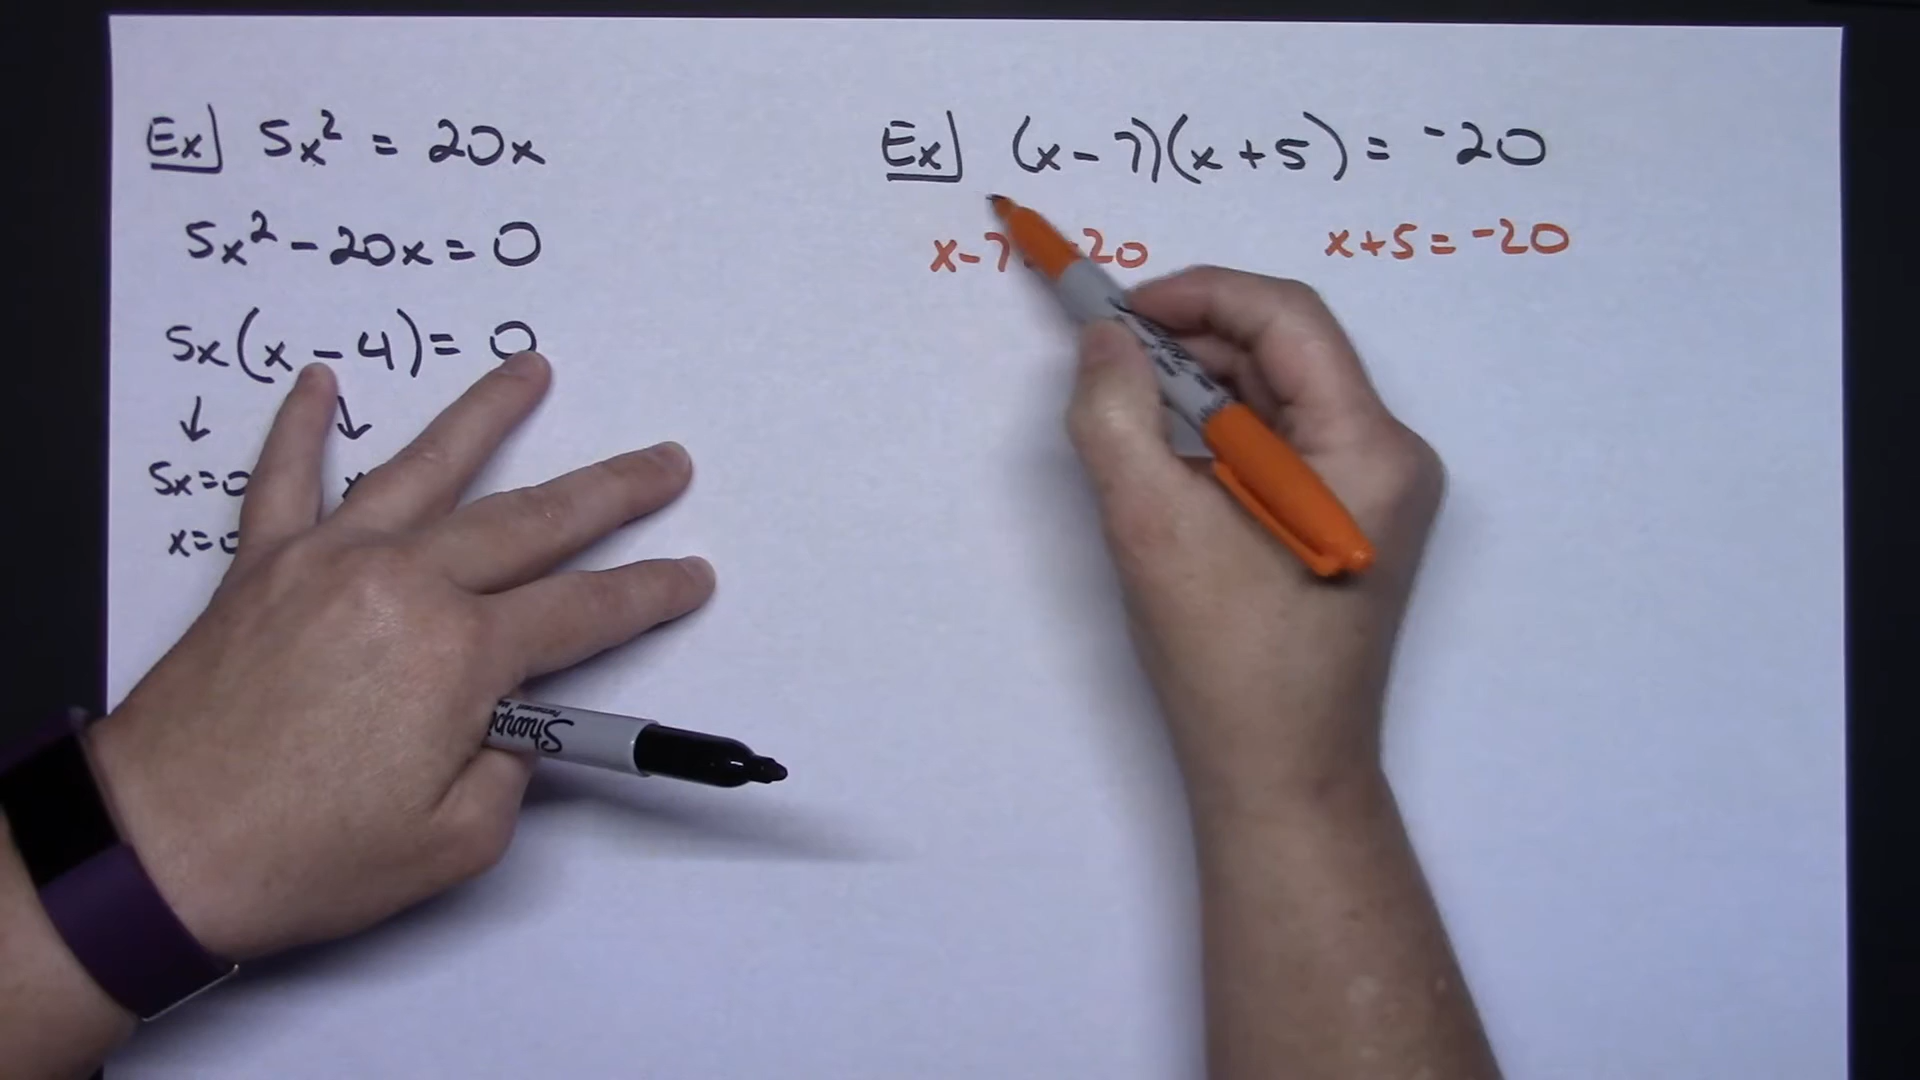 Ex] 5x² = 20x
5x² - 20x = 0
5x(x - 4) = 0
↓ ↘
5x=0
x=0
Ex] (x - 7)(x + 5) = -20
x-7 = -20
x+5 = -20
Sharpie